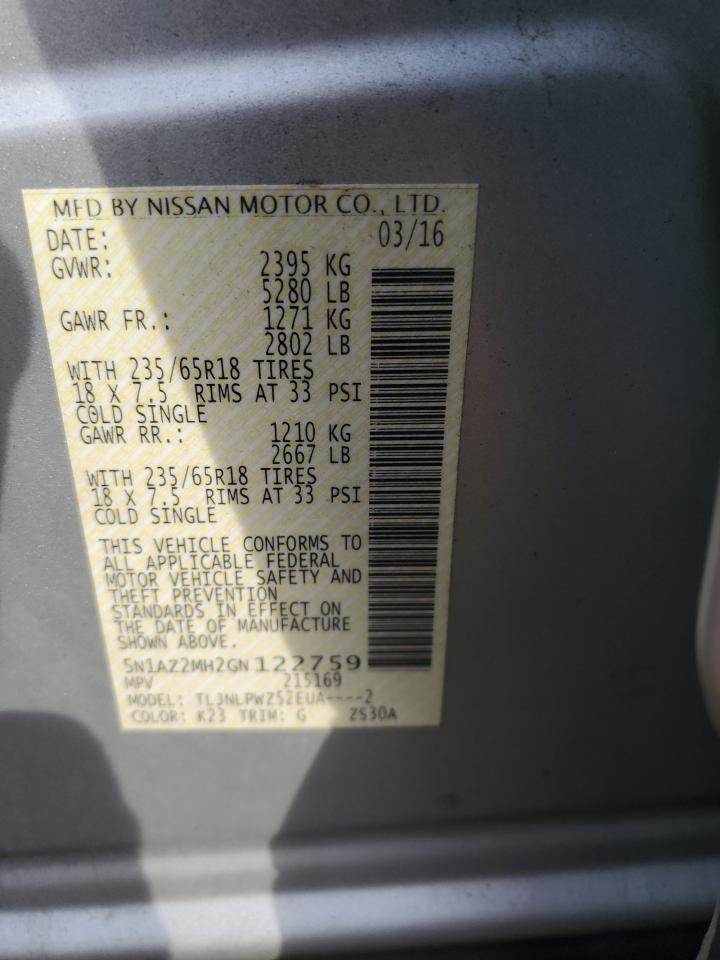 MFD BY NISSAN MOTOR CO., LTD.
DATE: 03/16
GVWR: 2395 KG
5280 LB
GAWR FR.: 1271 KG
2802 LB
WITH 235/65R18 TIRES
18 X 7.5 RIMS AT 33 PSI
COLD SINGLE
GAWR RR.: 1210 KG
2667 LB
WITH 235/65R18 TIRES
18 X 7.5 RIMS AT 33 PSI
COLD SINGLE
THIS VEHICLE CONFORMS TO
ALL APPLICABLE FEDERAL
MOTOR VEHICLE SAFETY AND
THEFT PREVENTION
STANDARDS IN EFFECT ON
THE DATE OF MANUFACTURE
SHOWN ABOVE.
5N1AZ2MH2GN122759
MPV 215169
MODEL: TLJNLPWZ52EUA----2
COLOR: K23 TRIM: G Z530A